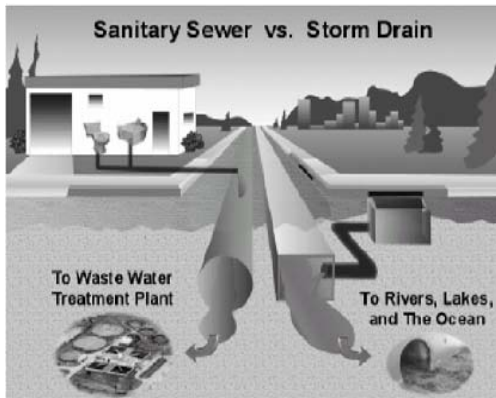 Sanitary Sewer vs. Storm Drain
To Waste Water
Treatment Plant
To Rivers, Lakes,
and The Ocean